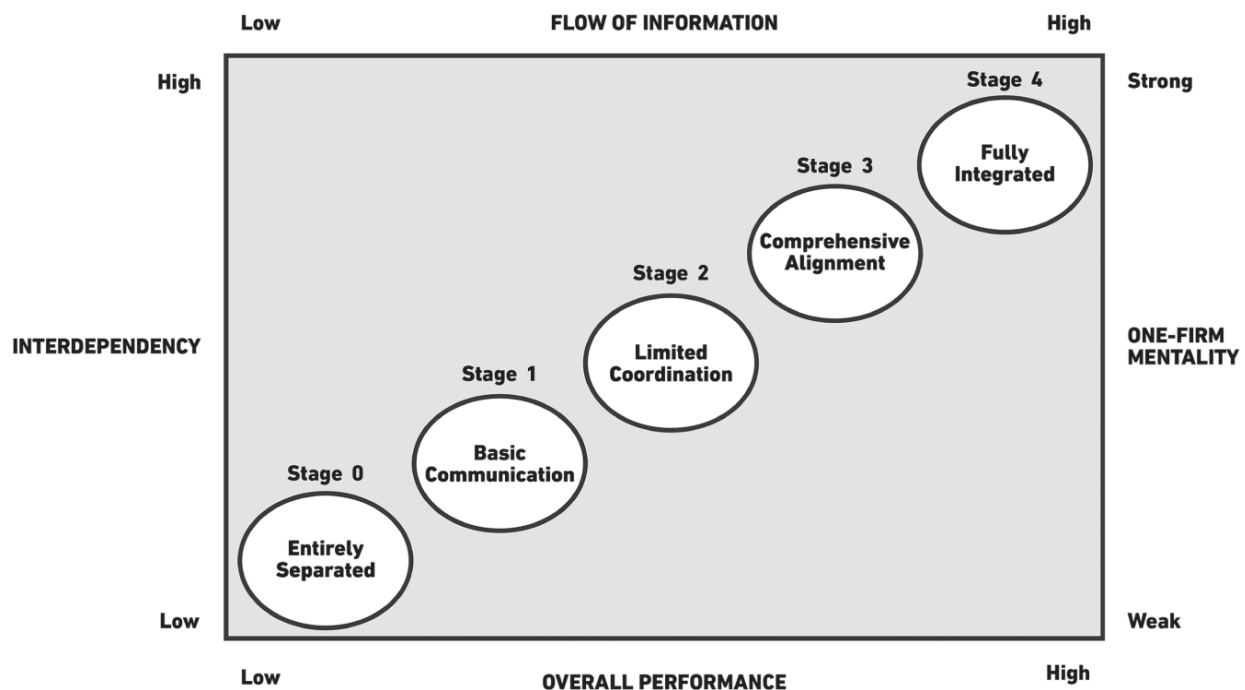 Low FLOW OF INFORMATION High
High Stage 4 Strong
Fully
Integrated
Stage 3
Comprehensive
Alignment
Stage 2
INTERDEPENDENCY Limited
Coordination
ONE-FIRM
MENTALITY
Stage 1
Basic
Communication
Stage 0
Entirely
Separated
Low Weak
Low OVERALL PERFORMANCE High